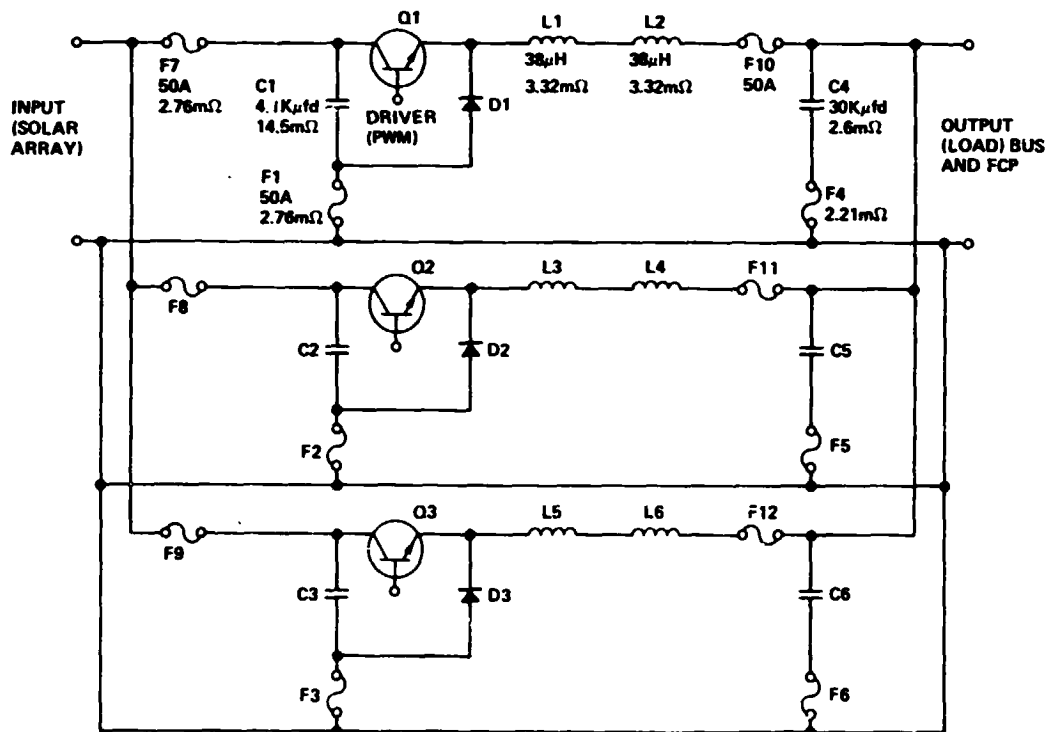 Q1
L1
L2
F7
50A
2.76mΩ
C1
Kμfd
14.5mΩ
DRIVER
(PWM)
D1
38μH
3.32mΩ
38μH
3.32mΩ
F10
50A
C4
30Kμfd
2.6mΩ
INPUT
(SOLAR
ARRAY)
OUTPUT
(LOAD) BUS
AND FCP
F1
50A
2.76mΩ
F4
2.21mΩ
Q2
L3
L4
F11
F8
C2
D2
C5
F2
F5
Q3
L5
L6
F12
F9
C3
D3
C6
F3
F6